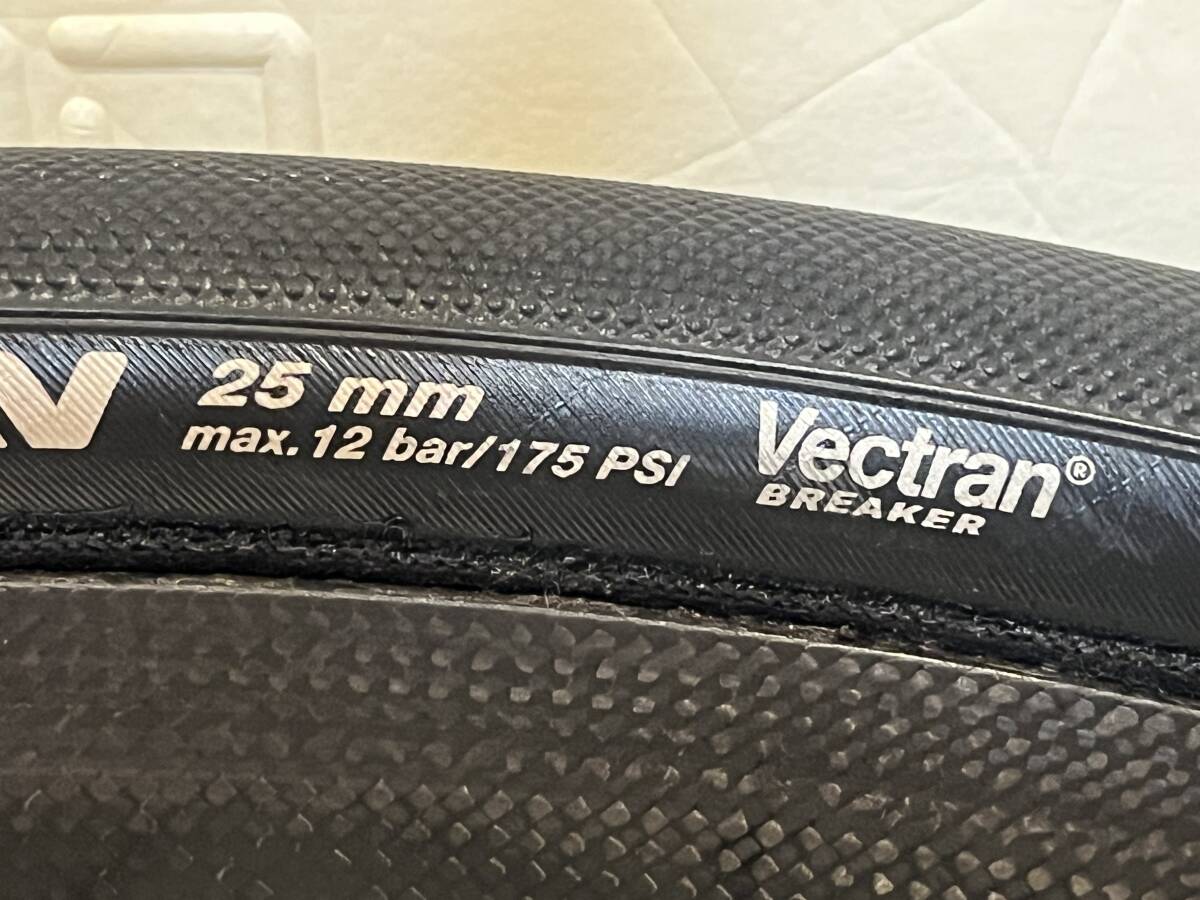 N
25 mm
max. 12 bar/175 PSI
Vectran®
BREAKER